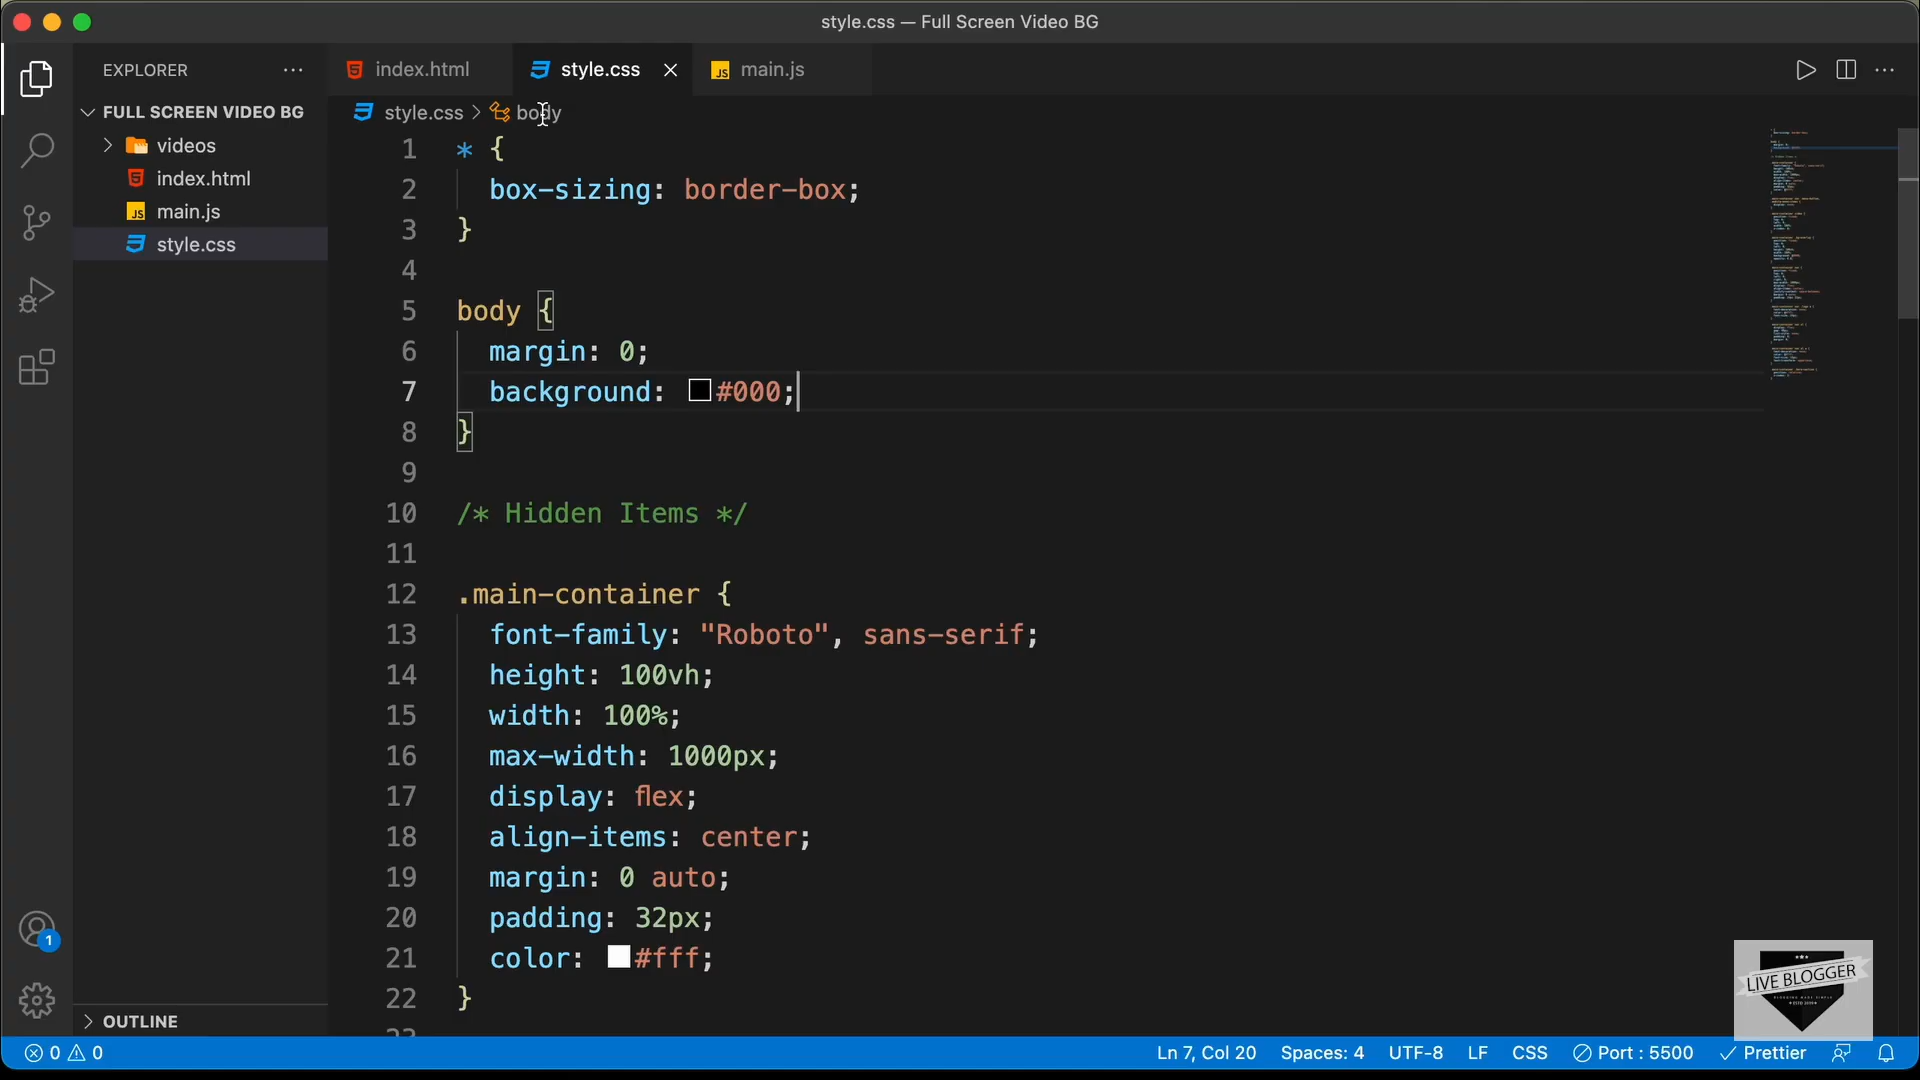 style.css — Full Screen Video BG
EXPLORER
index.html
style.css
main.js
FULL SCREEN VIDEO BG
videos
index.html
main.js
style.css
OUTLINE
style.css > body
1 * {
2 box-sizing: border-box;
3 }
4
5 body {
6 margin: 0;
7 background: #000;
8 }
9
10 /* Hidden Items */
11
12 .main-container {
13 font-family: "Roboto", sans-serif;
14 height: 100vh;
15 width: 100%;
16 max-width: 1000px;
17 display: flex;
18 align-items: center;
19 margin: 0 auto;
20 padding: 32px;
21 color: #fff;
22 }
1
LIVE BLOGGER
0 0 Ln 7, Col 20 Spaces: 4 UTF-8 LF CSS Port : 5500 Prettier